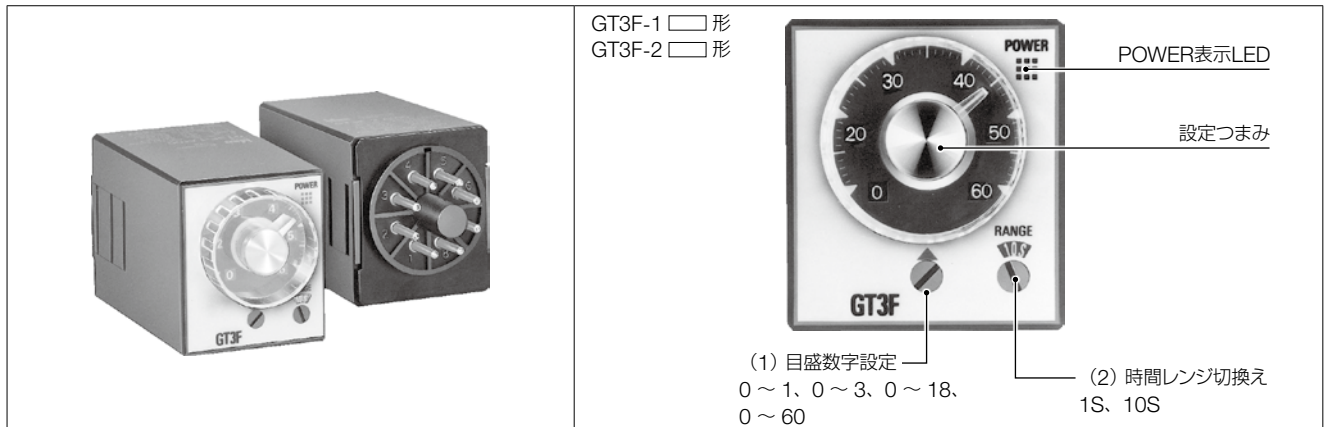 POWER
0
GT3F
GT3F-1 形
GT3F-2 形
POWER
POWER表示LED
30
40
設定つまみ
20
50
0
60
RANGE
10S
GT3F
(1) 目盛数字設定
0 ~ 1、0 ~ 3、0 ~ 18、
0 ~ 60
(2) 時間レンジ切換え
1S、10S